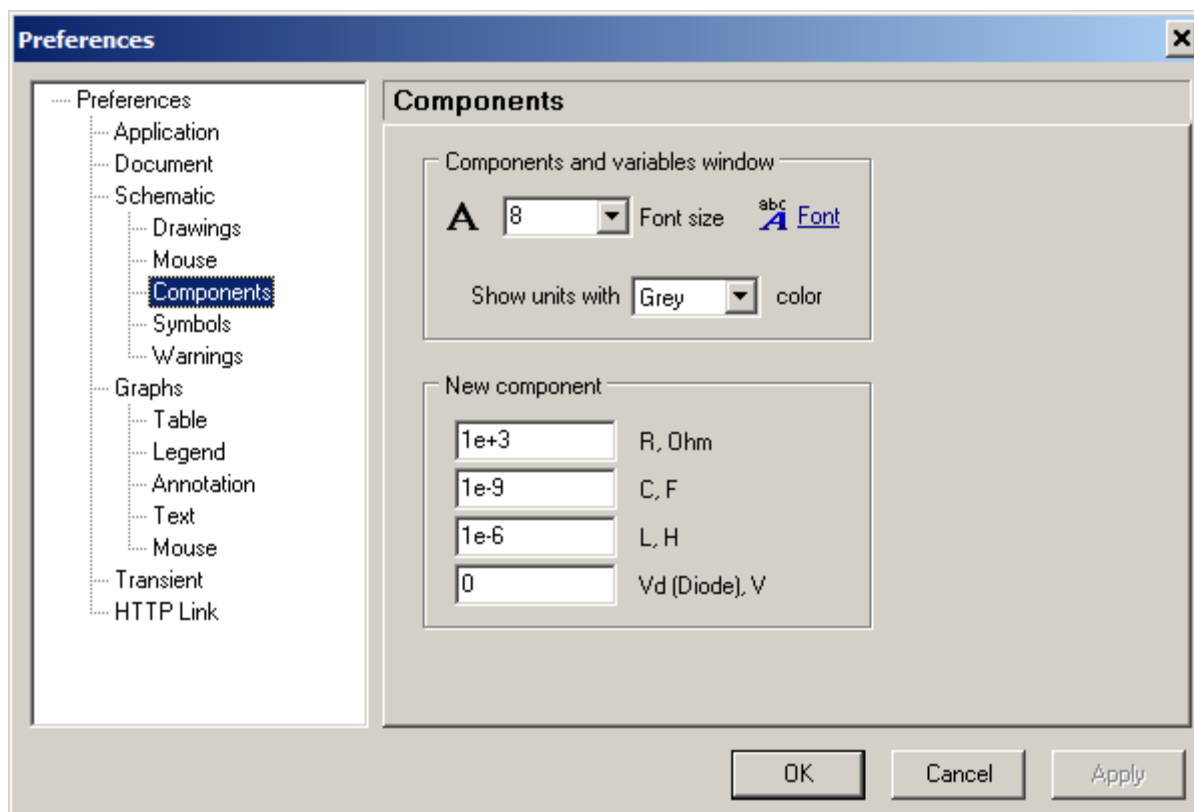 Preferences
Preferences
Application
Document
Schematic
Drawings
Mouse
Components
Symbols
Warnings
Graphs
Table
Legend
Annotation
Text
Mouse
Transient
HTTP Link
Components
Components and variables window
A 8 Font size abc A Font
Show units with Grey color
New component
1e+3 R, Ohm
1e-9 C, F
1e-6 L, H
0 Vd (Diode), V
OK Cancel Apply